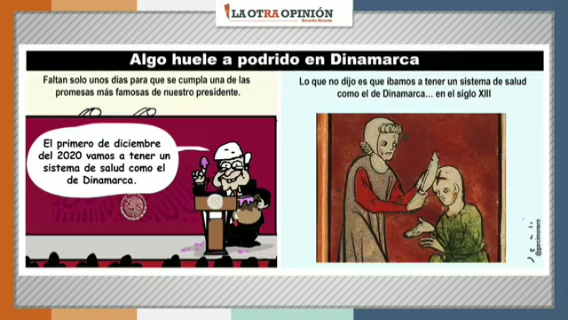 LA OTRA OPINIÓN
Ricardo Alemán
Algo huele a podrido en Dinamarca
Faltan solo unos días para que se cumpla una de las
promesas más famosas de nuestro presidente.
El primero de diciembre
del 2020 vamos a tener un
sistema de salud como el
de Dinamarca.
Lo que no dijo es que íbamos a tener un sistema de salud
como el de Dinamarca... en el siglo XIII
@garcimonero